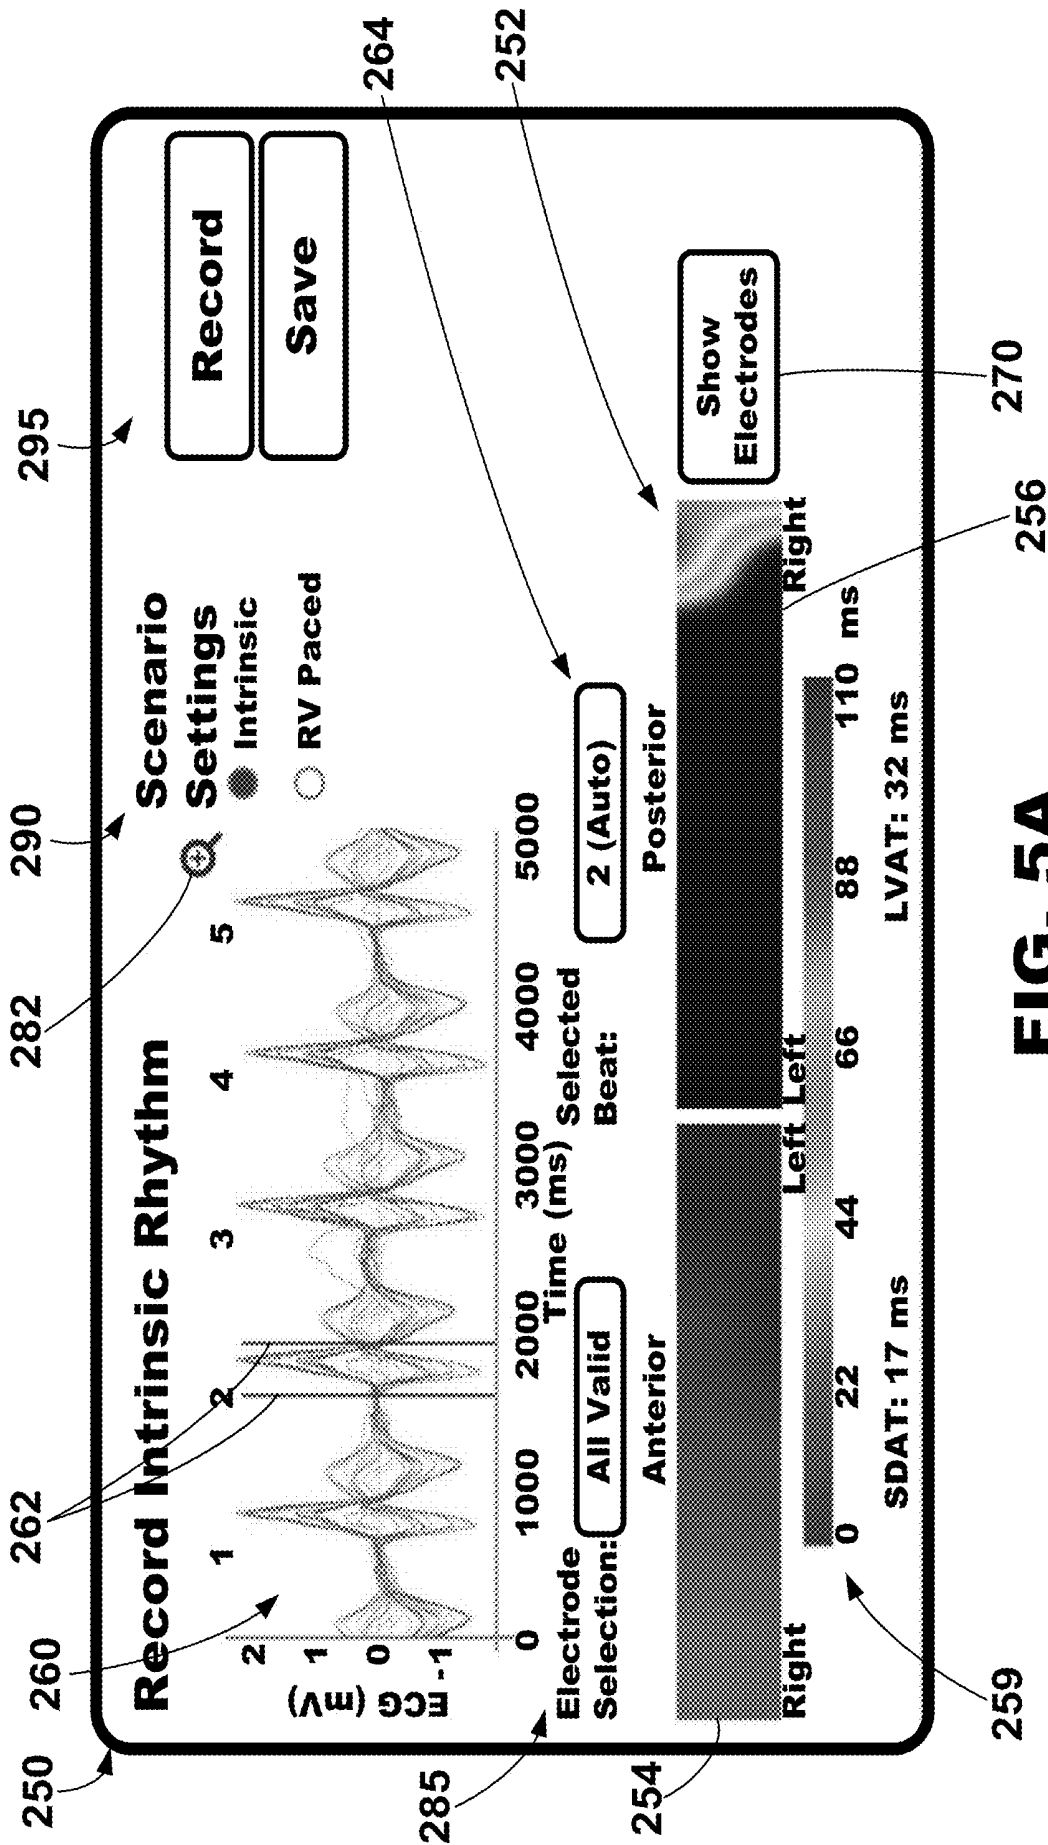 250
260
262
282
290
295
264
252
Record Intrinsic Rhythm
Scenario
Settings
Intrinsic
RV Paced
Record
Save
1
2
3
4
5
ECG (mV)
2
1
0
-1
0
1000
2000
3000
4000
5000
Time (ms)
285
Electrode
Selection:
All Valid
Selected
Beat:
2 (Auto)
Anterior
Posterior
Show
Electrodes
254
Right
Left
Left
Right
0
22
44
66
88
110
ms
SDAT: 17 ms
LVAT: 32 ms
259
256
270
FIG. 5A